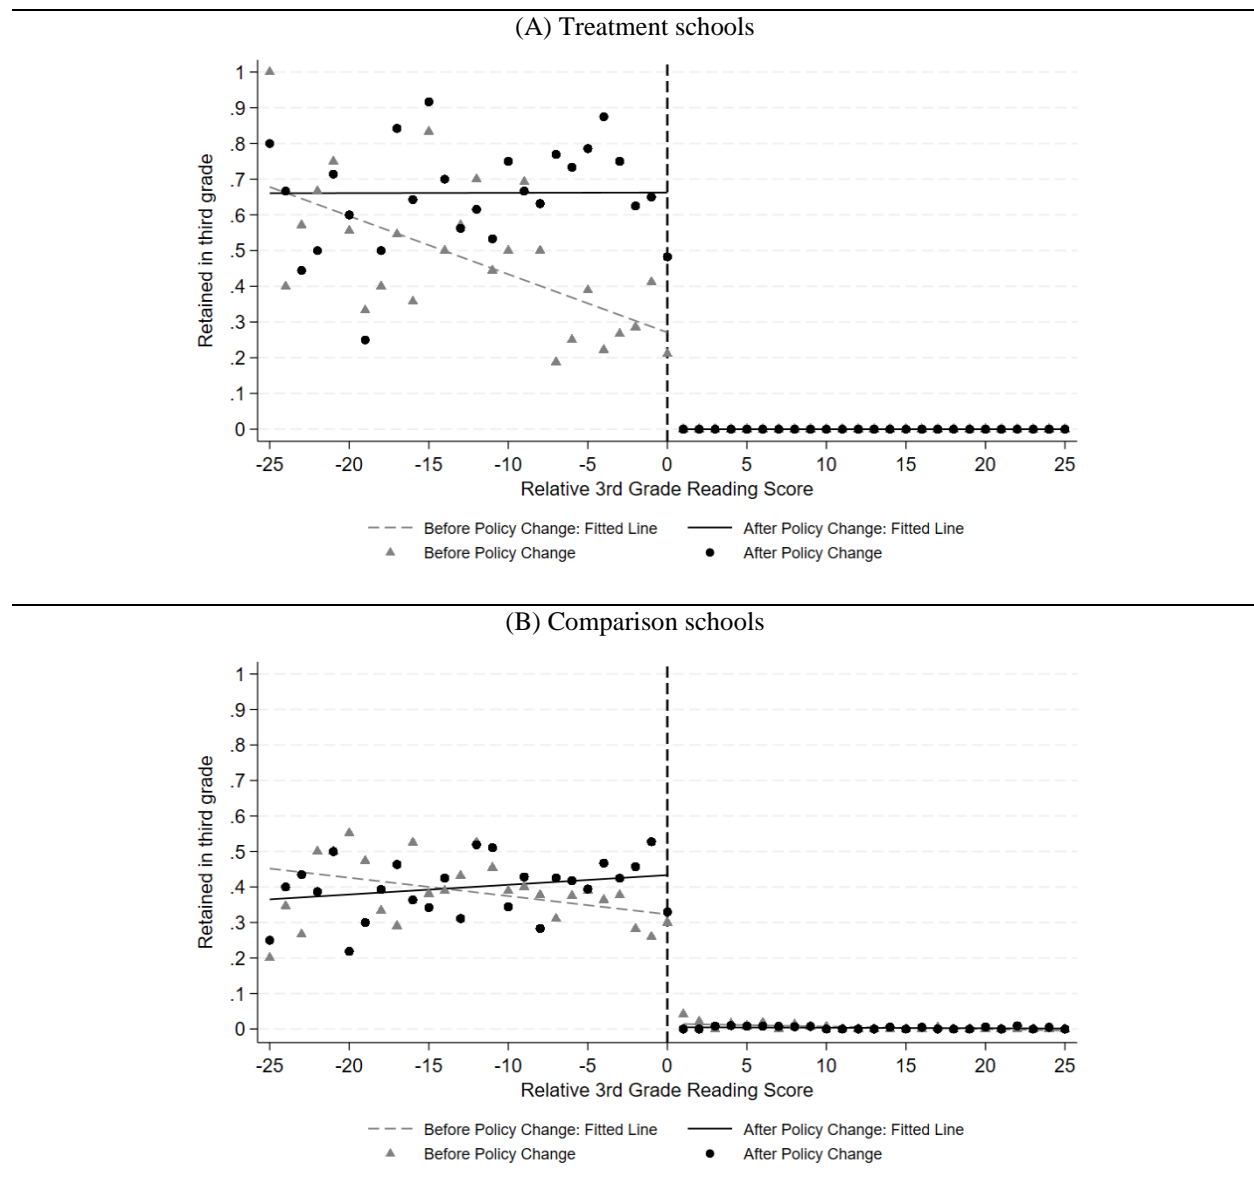 (A) Treatment schools
1
.9
.8
.7
.6
.5
.4
.3
.2
.1
0
Retained in third grade
-25 -20 -15 -10 -5 0 5 10 15 20 25
Relative 3rd Grade Reading Score
Before Policy Change: Fitted Line After Policy Change: Fitted Line
Before Policy Change After Policy Change
(B) Comparison schools
1
.9
.8
.7
.6
.5
.4
.3
.2
.1
0
Retained in third grade
-25 -20 -15 -10 -5 0 5 10 15 20 25
Relative 3rd Grade Reading Score
Before Policy Change: Fitted Line After Policy Change: Fitted Line
Before Policy Change After Policy Change